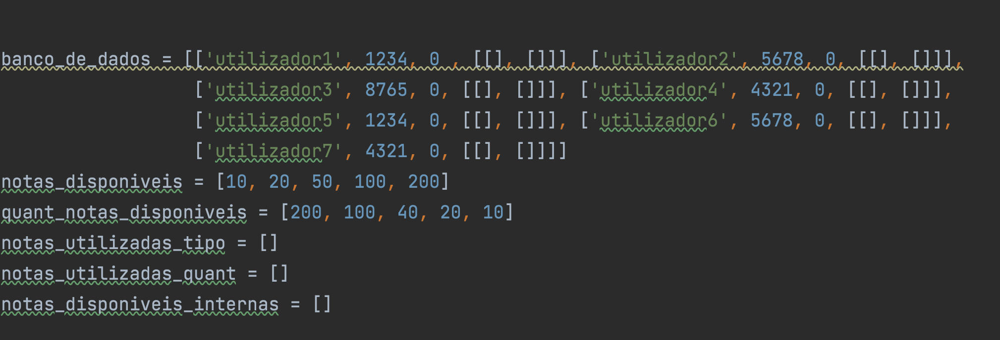 banco_de_dados = [['utilizador1', 1234, 0 , [[], []]], ['utilizador2', 5678, 0, [[], []]],
['utilizador3', 8765, 0, [[], []]], ['utilizador4', 4321, 0, [[], []]],
['utilizador5', 1234, 0, [[], []]], ['utilizador6', 5678, 0, [[], []]],
['utilizador7', 4321, 0, [[], []]]]
notas_disponiveis = [10, 20, 50, 100, 200]
quant_notas_disponiveis = [200, 100, 40, 20, 10]
notas_utilizadas_tipo = []
notas_utilizadas_quant = []
notas_disponiveis_internas = []